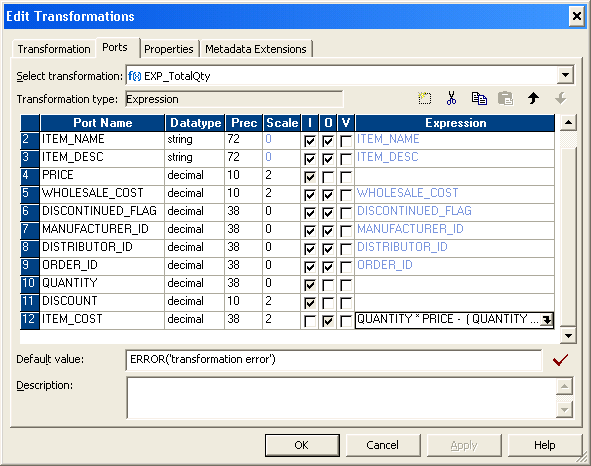 Edit Transformations
Transformation Ports Properties Metadata Extensions
Select transformation: f(x) EXP_TotalQty
Transformation type: Expression
Port Name Datatype Prec Scale I O V Expression
2 ITEM_NAME string 72 0 ITEM_NAME
3 ITEM_DESC string 72 0 ITEM_DESC
4 PRICE decimal 10 2
5 WHOLESALE_COST decimal 10 2 WHOLESALE_COST
6 DISCONTINUED_FLAG decimal 38 0 DISCONTINUED_FLAG
7 MANUFACTURER_ID decimal 38 0 MANUFACTURER_ID
8 DISTRIBUTOR_ID decimal 38 0 DISTRIBUTOR_ID
9 ORDER_ID decimal 38 0 ORDER_ID
10 QUANTITY decimal 38 0
11 DISCOUNT decimal 10 2
12 ITEM_COST decimal 38 2 QUANTITY * PRICE - ( QUANTITY ...
Default value: ERROR('transformation error')
Description:
OK Cancel Apply Help